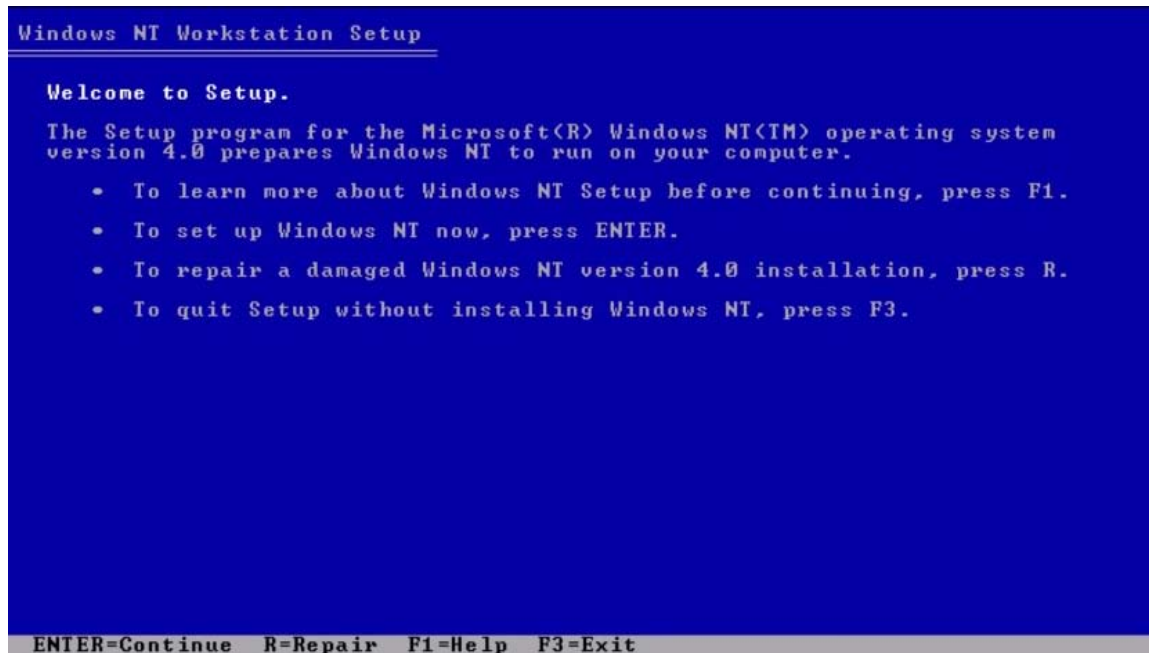 Windows NT Workstation Setup
Welcome to Setup.
The Setup program for the Microsoft(R) Windows NT(TM) operating system
version 4.0 prepares Windows NT to run on your computer.
• To learn more about Windows NT Setup before continuing, press F1.
• To set up Windows NT now, press ENTER.
• To repair a damaged Windows NT version 4.0 installation, press R.
• To quit Setup without installing Windows NT, press F3.
ENTER=Continue R=Repair F1=Help F3=Exit